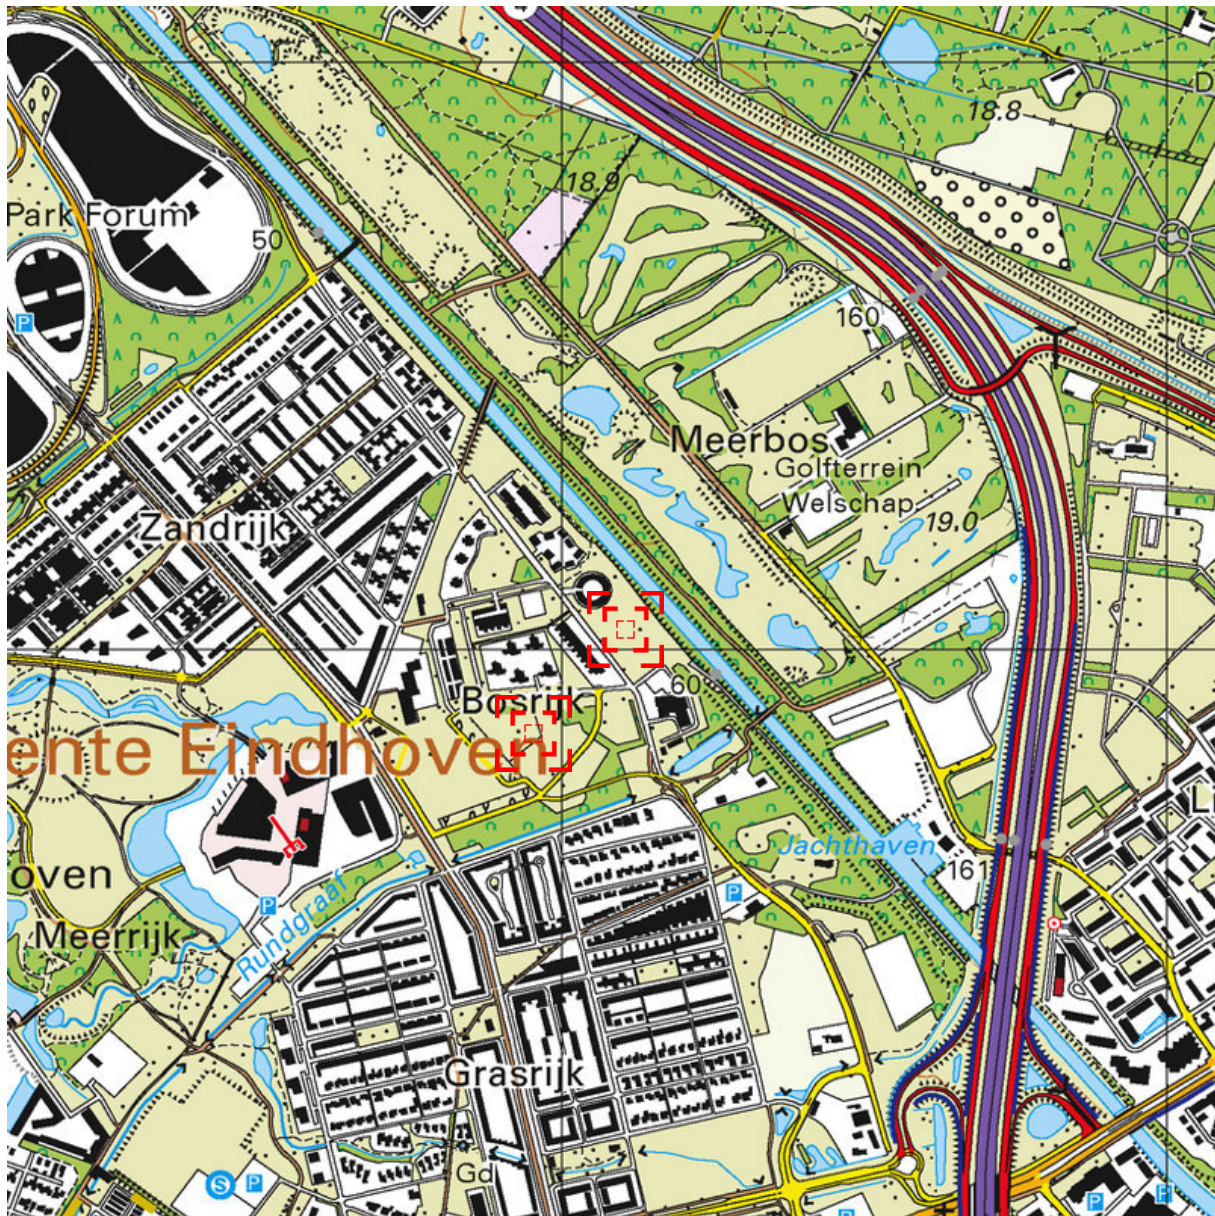 18.8
18.9
Park Forum
50
160
Meerbos
Golfterrein
Welschap
19.0
Zandrijk
60
Bosrijk
ente Eindhoven
Jachthaven
161
oven
Rundgraaf
Meerrijk
Grasrijk
Gd
P
P
P
P
P
P
S